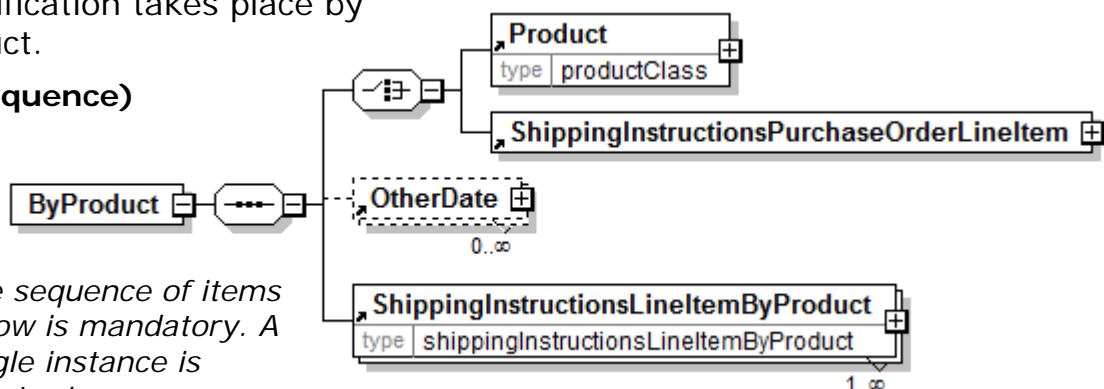 ification takes place by
uct.
quence)
Product
type productClass
ShippingInstructionsPurchaseOrderLineItem
ByProduct
OtherDate
0..∞
e sequence of items
ow is mandatory. A
gle instance is
ShippingInstructionsLineItemByProduct
type shippingInstructionsLineItemByProduct
1..∞